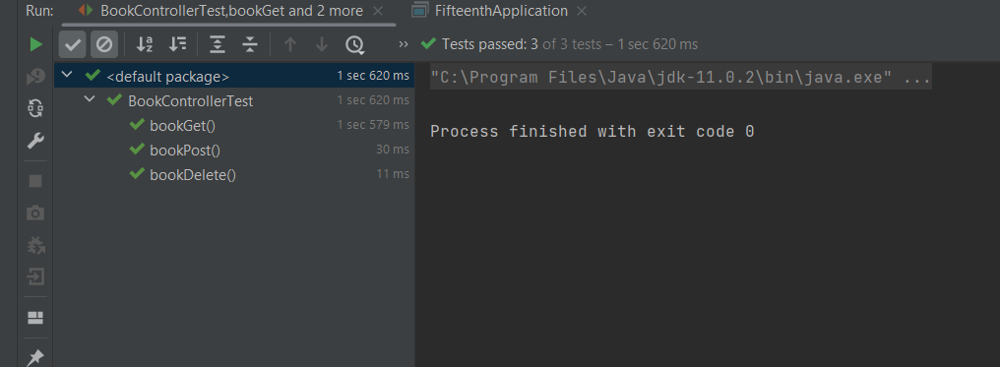 Run: BookControllerTest,bookGet and 2 more FifteenthApplication
Tests passed: 3 of 3 tests – 1 sec 620 ms
<default package> 1 sec 620 ms
BookControllerTest 1 sec 620 ms
bookGet() 1 sec 579 ms
bookPost() 30 ms
bookDelete() 11 ms
"C:\Program Files\Java\jdk-11.0.2\bin\java.exe" ...
Process finished with exit code 0